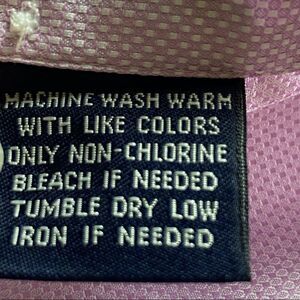 MACHINE WASH WARM
WITH LIKE COLORS
ONLY NON-CHLORINE
BLEACH IF NEEDED
TUMBLE DRY LOW
IRON IF NEEDED